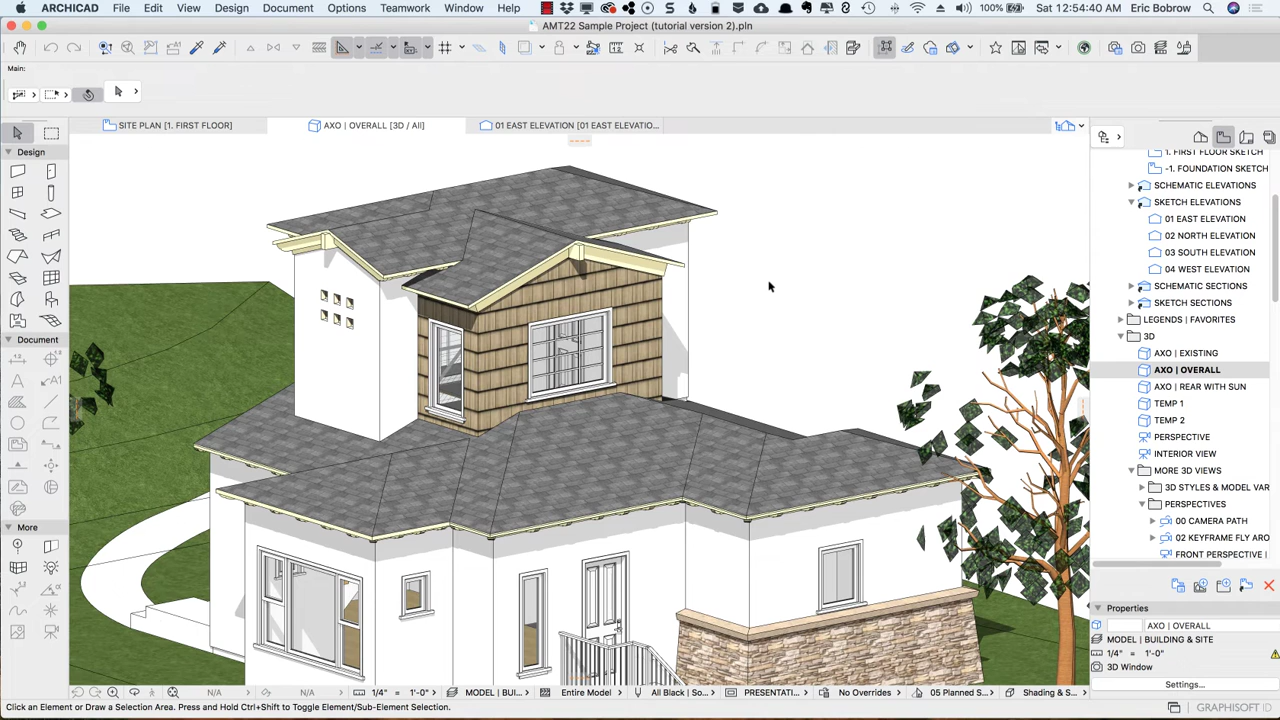 ARCHICAD File Edit View Design Document Options Teamwork Window Help 100% Sat 12:54:40 AM Eric Bobrow
AMT22 Sample Project (tutorial version 2).pln
Main:
SITE PLAN [1. FIRST FLOOR]
AXO | OVERALL [3D / All]
01 EAST ELEVATION [01 EAST ELEVATIO...
Design
Document
More
1. FIRST FLOOR SKETCH
-1. FOUNDATION SKETCH
SCHEMATIC ELEVATIONS
SKETCH ELEVATIONS
01 EAST ELEVATION
02 NORTH ELEVATION
03 SOUTH ELEVATION
04 WEST ELEVATION
SCHEMATIC SECTIONS
SKETCH SECTIONS
LEGENDS | FAVORITES
3D
AXO | EXISTING
AXO | OVERALL
AXO | REAR WITH SUN
TEMP 1
TEMP 2
PERSPECTIVE
INTERIOR VIEW
MORE 3D VIEWS
3D STYLES & MODEL VAR
PERSPECTIVES
00 CAMERA PATH
02 KEYFRAME FLY ARO
FRONT PERSPECTIVE |
Properties
AXO | OVERALL
MODEL | BUILDING & SITE
1/4" = 1'-0"
3D Window
Settings...
N/A N/A 1/4" = 1'-0" MODEL | BUI... Entire Model All Black | So... PRESENTATI... No Overrides 05 Planned S... Shading & S...
Click an Element or Draw a Selection Area. Press and Hold Ctrl+Shift to Toggle Element/Sub-Element Selection.
GRAPHISOFT ID